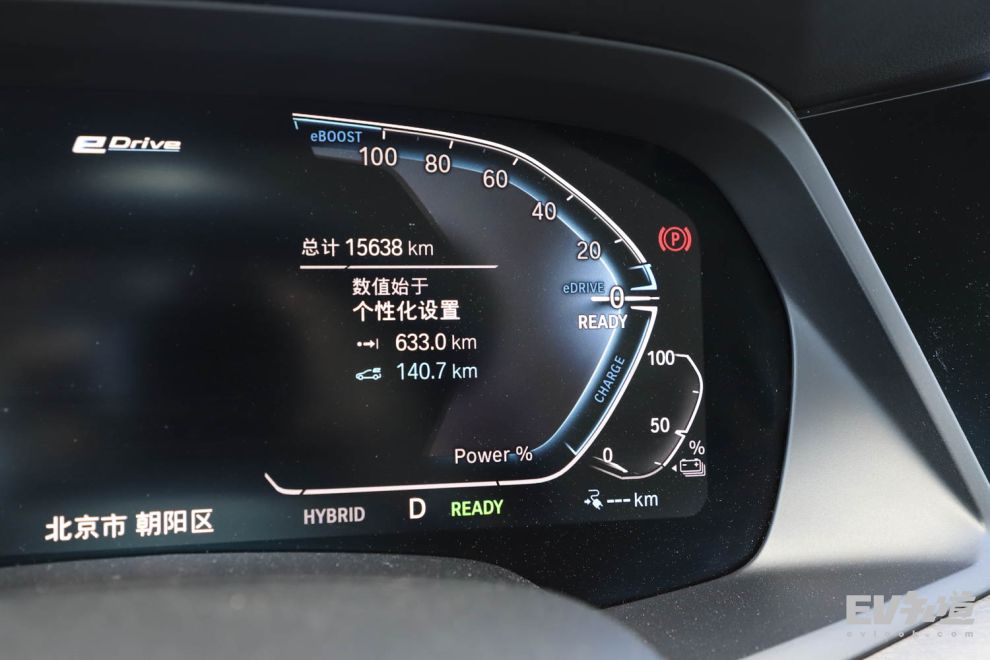 eDrive
eBOOST
100
80
60
40
20
eDRIVE
0
READY
总计 15638 km
数值始于
个性化设置
633.0 km
140.7 km
CHARGE
100
50
0
%
Power %
--- km
HYBRID
D
READY
北京市 朝阳区
P
EV知道
evlook.com